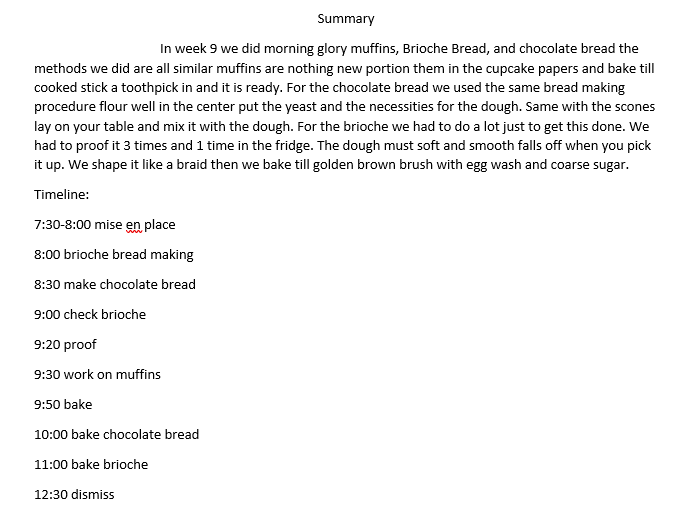 Summary
In week 9 we did morning glory muffins, Brioche Bread, and chocolate bread the
methods we did are all similar muffins are nothing new portion them in the cupcake papers and bake till
cooked stick a toothpick in and it is ready. For the chocolate bread we used the same bread making
procedure flour well in the center put the yeast and the necessities for the dough. Same with the scones
lay on your table and mix it with the dough. For the brioche we had to do a lot just to get this done. We
had to proof it 3 times and 1 time in the fridge. The dough must soft and smooth falls off when you pick
it up. We shape it like a braid then we bake till golden brown brush with egg wash and coarse sugar.
Timeline:
7:30-8:00 mise en place
8:00 brioche bread making
8:30 make chocolate bread
9:00 check brioche
9:20 proof
9:30 work on muffins
9:50 bake
10:00 bake chocolate bread
11:00 bake brioche
12:30 dismiss